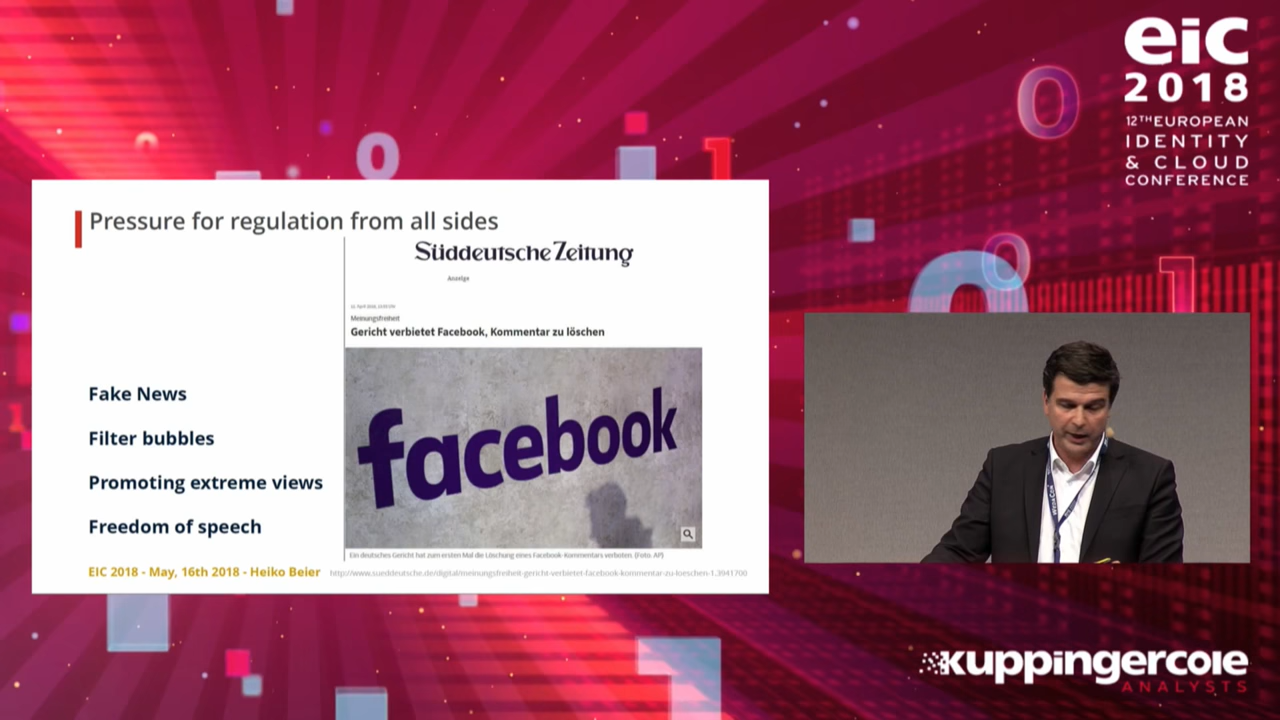 eic
2018
12TH EUROPEAN
IDENTITY
& CLOUD
CONFERENCE
Pressure for regulation from all sides
Süddeutsche Zeitung
Anzeige
Meinungsfreiheit
Gericht verbietet Facebook, Kommentar zu löschen
facebook
Fake News
Filter bubbles
Promoting extreme views
Freedom of speech
Ein deutsches Gericht hat zum ersten Mal die Löschung eines Facebook-Kommentars verboten. (Foto: AP)
EIC 2018 - May, 16th 2018 - Heiko Beier
http://www.sueddeutsche.de/digital/meinungsfreiheit-gericht-verbietet-facebook-kommentar-zu-loeschen-1.3941700
kuppingercole
ANALYSTS